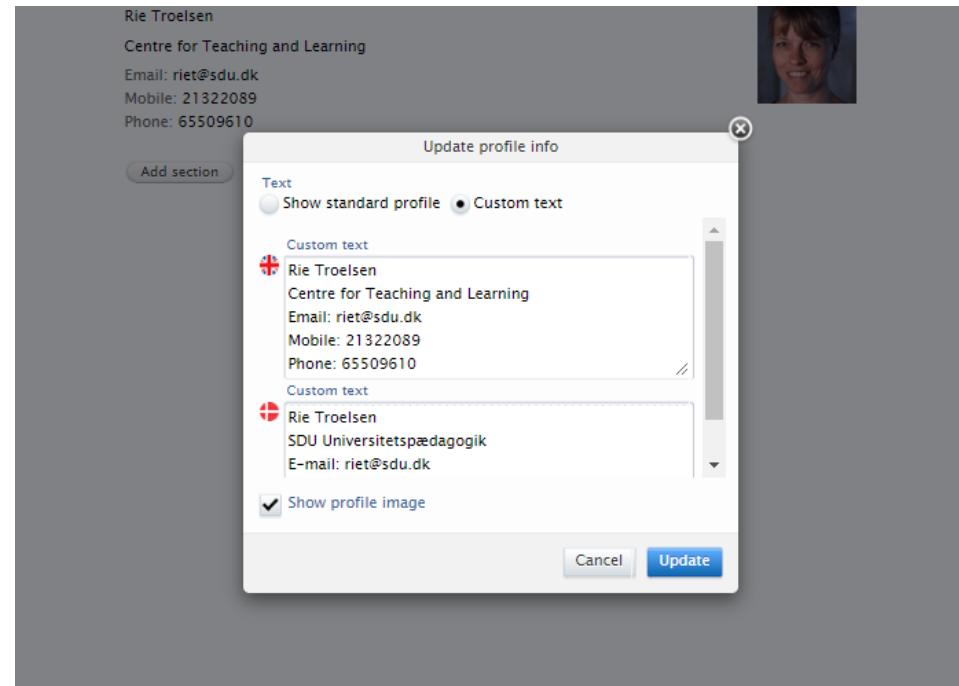 Rie Troelsen
Centre for Teaching and Learning
Email: riet@sdu.dk
Mobile: 21322089
Phone: 65509610
Add section
Update profile info
Text
Show standard profile Custom text
Custom text
Rie Troelsen
Centre for Teaching and Learning
Email: riet@sdu.dk
Mobile: 21322089
Phone: 65509610
Custom text
Rie Troelsen
SDU Universitetspædagogik
E-mail: riet@sdu.dk
Show profile image
Cancel Update